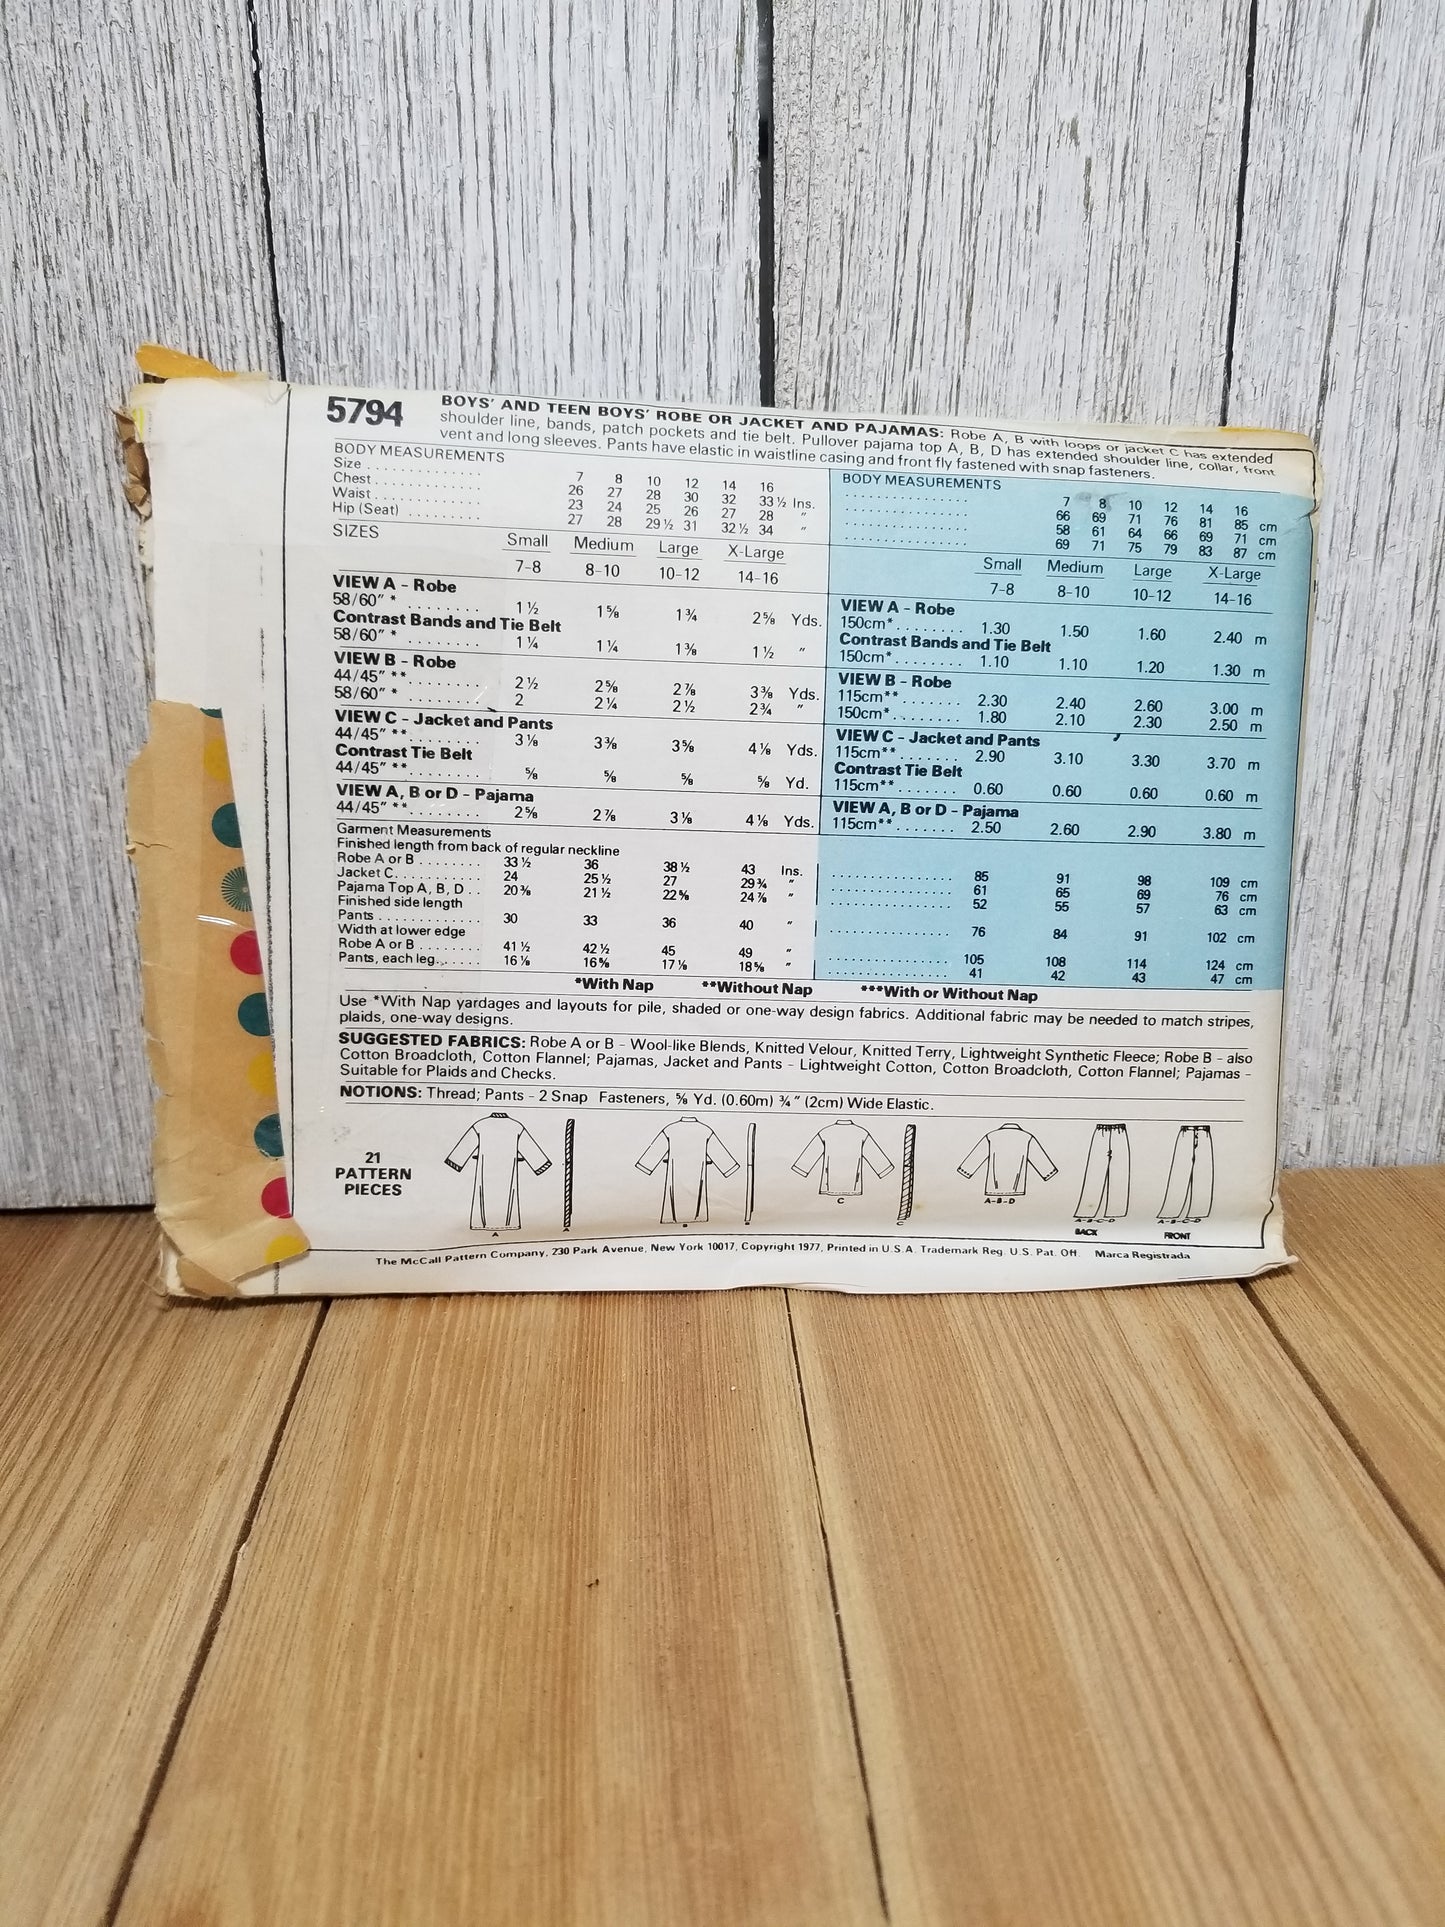 5794
BOYS' AND TEEN BOYS' ROBE OR JACKET AND PAJAMAS: Robe A, B with loops or jacket C has extended
shoulder line, bands, patch pockets and tie belt. Pullover pajama top A, B, D has extended shoulder line, collar, front
vent and long sleeves. Pants have elastic in waistline casing and front fly fastened with snap fasteners.
BODY MEASUREMENTS
Size . . . . . . . . . . . . . 7 8 10 12 14 16
Chest . . . . . . . . . . . . 26 27 28 30 32 33½ Ins.
Waist . . . . . . . . . . . . 23 24 25 26 27 28 "
Hip (Seat) . . . . . . . . . 27 28 29½ 31 32½ 34 "
SIZES Small Medium Large X-Large
7-8 8-10 10-12 14-16
VIEW A - Robe
58/60" * . . . . . . . . 1½ 1⅝ 1¾ 2⅝ Yds.
Contrast Bands and Tie Belt
58/60" * . . . . . . . . 1¼ 1¼ 1⅜ 1½ "
VIEW B - Robe
44/45" ** . . . . . . . . 2½ 2⅝ 2⅞ 3⅜ Yds.
58/60" * . . . . . . . . 2 2¼ 2½ 2¾ "
VIEW C - Jacket and Pants
44/45" ** . . . . . . . . 3⅛ 3⅜ 3⅝ 4⅛ Yds.
Contrast Tie Belt
44/45" ** . . . . . . . . ⅝ ⅝ ⅝ ⅝ Yd.
VIEW A, B or D - Pajama
44/45" ** . . . . . . . . 2⅝ 2⅞ 3⅛ 4⅛ Yds.
Garment Measurements
Finished length from back of regular neckline
Robe A or B . . . . . . . . 33½ 36 38½ 43 Ins.
Jacket C . . . . . . . . . . 24 25½ 27 29¾ "
Pajama Top A, B, D . . 20⅜ 21½ 22⅝ 24⅞ "
Finished side length
Pants . . . . . . . . . . . . 30 33 36 40 "
Width at lower edge
Robe A or B . . . . . . . . 41½ 42½ 45 49 "
Pants, each leg . . . . . . 16⅛ 16⅝ 17⅛ 18⅝ "
BODY MEASUREMENTS
. . . . . . . . . . . . . . . . 7 8 10 12 14 16
. . . . . . . . . . . . . . . . 66 69 71 76 81 85 cm
. . . . . . . . . . . . . . . . 58 61 64 66 69 71 cm
. . . . . . . . . . . . . . . . 69 71 75 79 83 87 cm
Small Medium Large X-Large
7-8 8-10 10-12 14-16
VIEW A - Robe
150cm* . . . . . . . . 1.30 1.50 1.60 2.40 m
Contrast Bands and Tie Belt
150cm* . . . . . . . . 1.10 1.10 1.20 1.30 m
VIEW B - Robe
115cm** . . . . . . . 2.30 2.40 2.60 3.00 m
150cm* . . . . . . . . 1.80 2.10 2.30 2.50 m
VIEW C - Jacket and Pants
115cm** . . . . . . . 2.90 3.10 3.30 3.70 m
Contrast Tie Belt
115cm** . . . . . . . 0.60 0.60 0.60 0.60 m
VIEW A, B or D - Pajama
115cm** . . . . . . . 2.50 2.60 2.90 3.80 m
. . . . . . . . . . . . . . . . 85 91 98 109 cm
. . . . . . . . . . . . . . . . 61 65 69 76 cm
. . . . . . . . . . . . . . . . 52 55 57 63 cm
. . . . . . . . . . . . . . . . 76 84 91 102 cm
. . . . . . . . . . . . . . . . 105 108 114 124 cm
. . . . . . . . . . . . . . . . 41 42 43 47 cm
*With Nap **Without Nap ***With or Without Nap
Use *With Nap yardages and layouts for pile, shaded or one-way design fabrics. Additional fabric may be needed to match stripes,
plaids, one-way designs.
SUGGESTED FABRICS: Robe A or B - Wool-like Blends, Knitted Velour, Knitted Terry, Lightweight Synthetic Fleece; Robe B - also
Cotton Broadcloth, Cotton Flannel; Pajamas, Jacket and Pants - Lightweight Cotton, Cotton Broadcloth, Cotton Flannel; Pajamas -
Suitable for Plaids and Checks.
NOTIONS: Thread; Pants - 2 Snap Fasteners, ⅝ Yd. (0.60m) ¾" (2cm) Wide Elastic.
21
PATTERN
PIECES
A A B B C C A-B-D A-B-C-D A-B-C-D
BACK FRONT
The McCall Pattern Company, 230 Park Avenue, New York 10017, Copyright 1977, Printed in U.S.A. Trademark Reg. U.S. Pat. Off. Marca Registrada